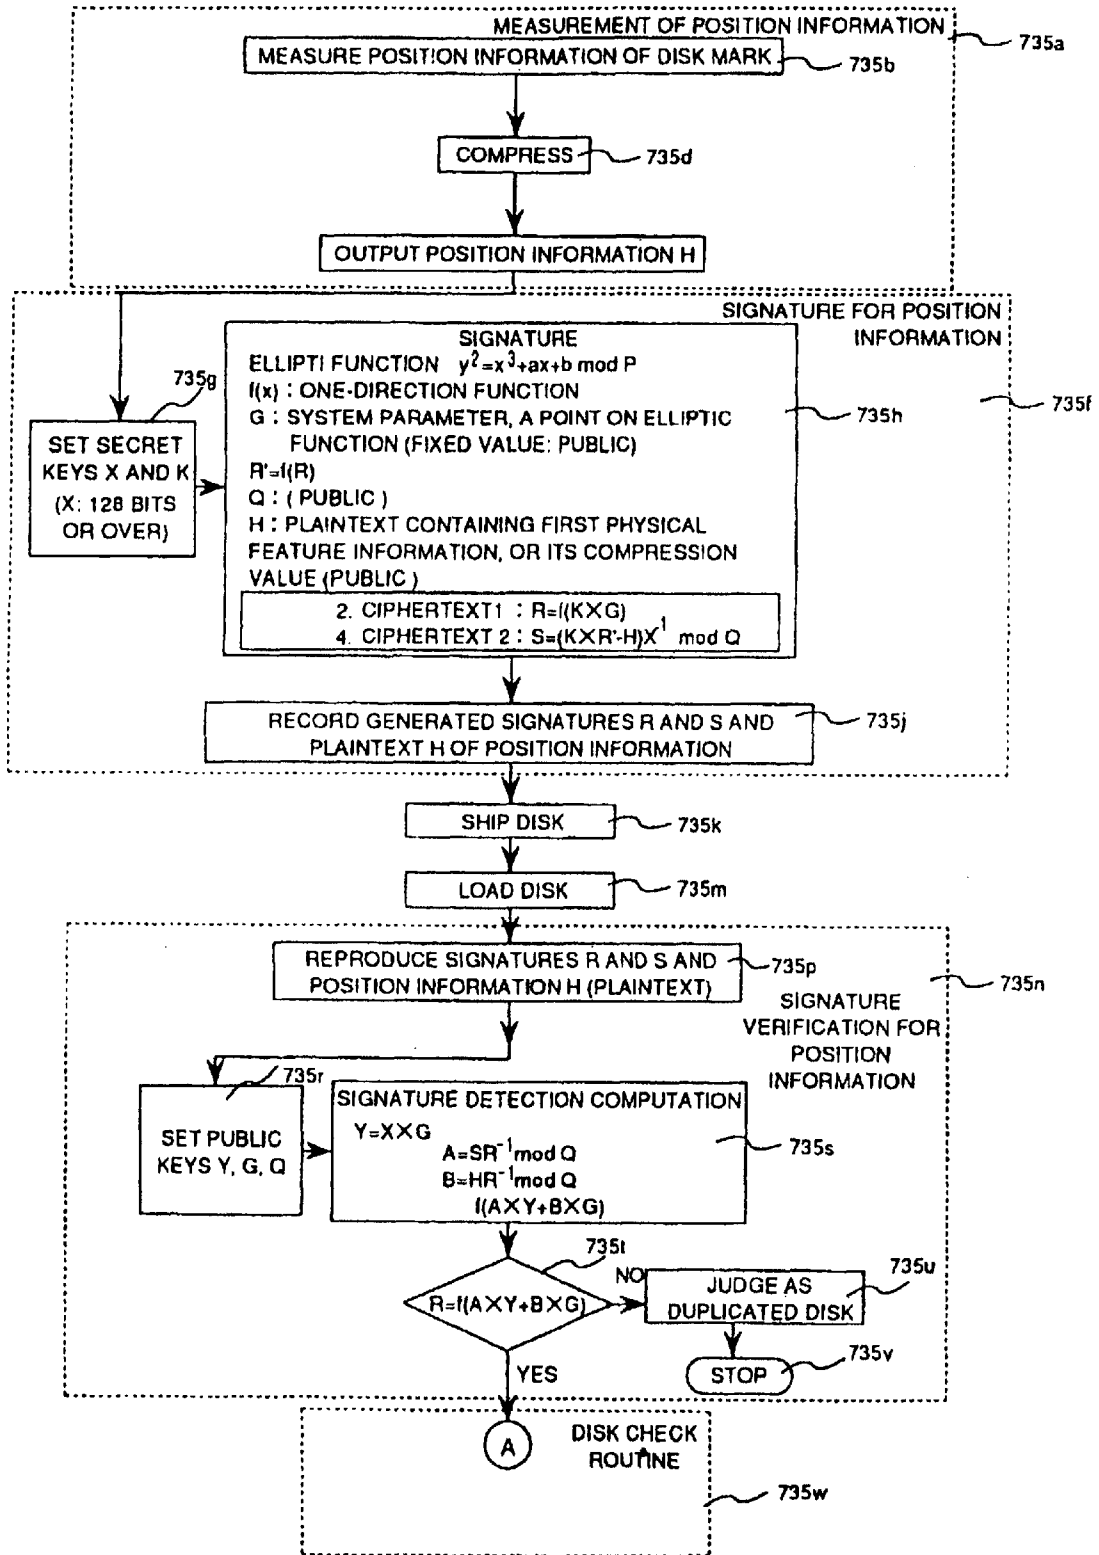 MEASUREMENT OF POSITION INFORMATION
735a
MEASURE POSITION INFORMATION OF DISK MARK
735b
COMPRESS
735d
OUTPUT POSITION INFORMATION H
SIGNATURE FOR POSITION
INFORMATION
735f
735g
SET SECRET
KEYS X AND K
(X: 128 BITS
OR OVER)
SIGNATURE
ELLIPTI FUNCTION y²=x³+ax+b mod P
f(x) : ONE-DIRECTION FUNCTION
G : SYSTEM PARAMETER, A POINT ON ELLIPTIC
FUNCTION (FIXED VALUE: PUBLIC)
R'=f(R)
Q : ( PUBLIC )
H : PLAINTEXT CONTAINING FIRST PHYSICAL
FEATURE INFORMATION, OR ITS COMPRESSION
VALUE (PUBLIC )
2. CIPHERTEXT1 : R=f(K×G)
4. CIPHERTEXT 2 : S=(K×R'-H)X¹ mod Q
735h
RECORD GENERATED SIGNATURES R AND S AND
PLAINTEXT H OF POSITION INFORMATION
735j
SHIP DISK
735k
LOAD DISK
735m
REPRODUCE SIGNATURES R AND S AND
POSITION INFORMATION H (PLAINTEXT)
735p
735n
SIGNATURE
VERIFICATION FOR
POSITION
INFORMATION
735r
SET PUBLIC
KEYS Y, G, Q
SIGNATURE DETECTION COMPUTATION
Y=X×G
A=SR⁻¹mod Q
B=HR⁻¹mod Q
f(A×Y+B×G)
735s
735t
R=f(A×Y+B×G)
NO
JUDGE AS
DUPLICATED DISK
735u
STOP
735v
YES
A
DISK CHECK
ROUTINE
735w